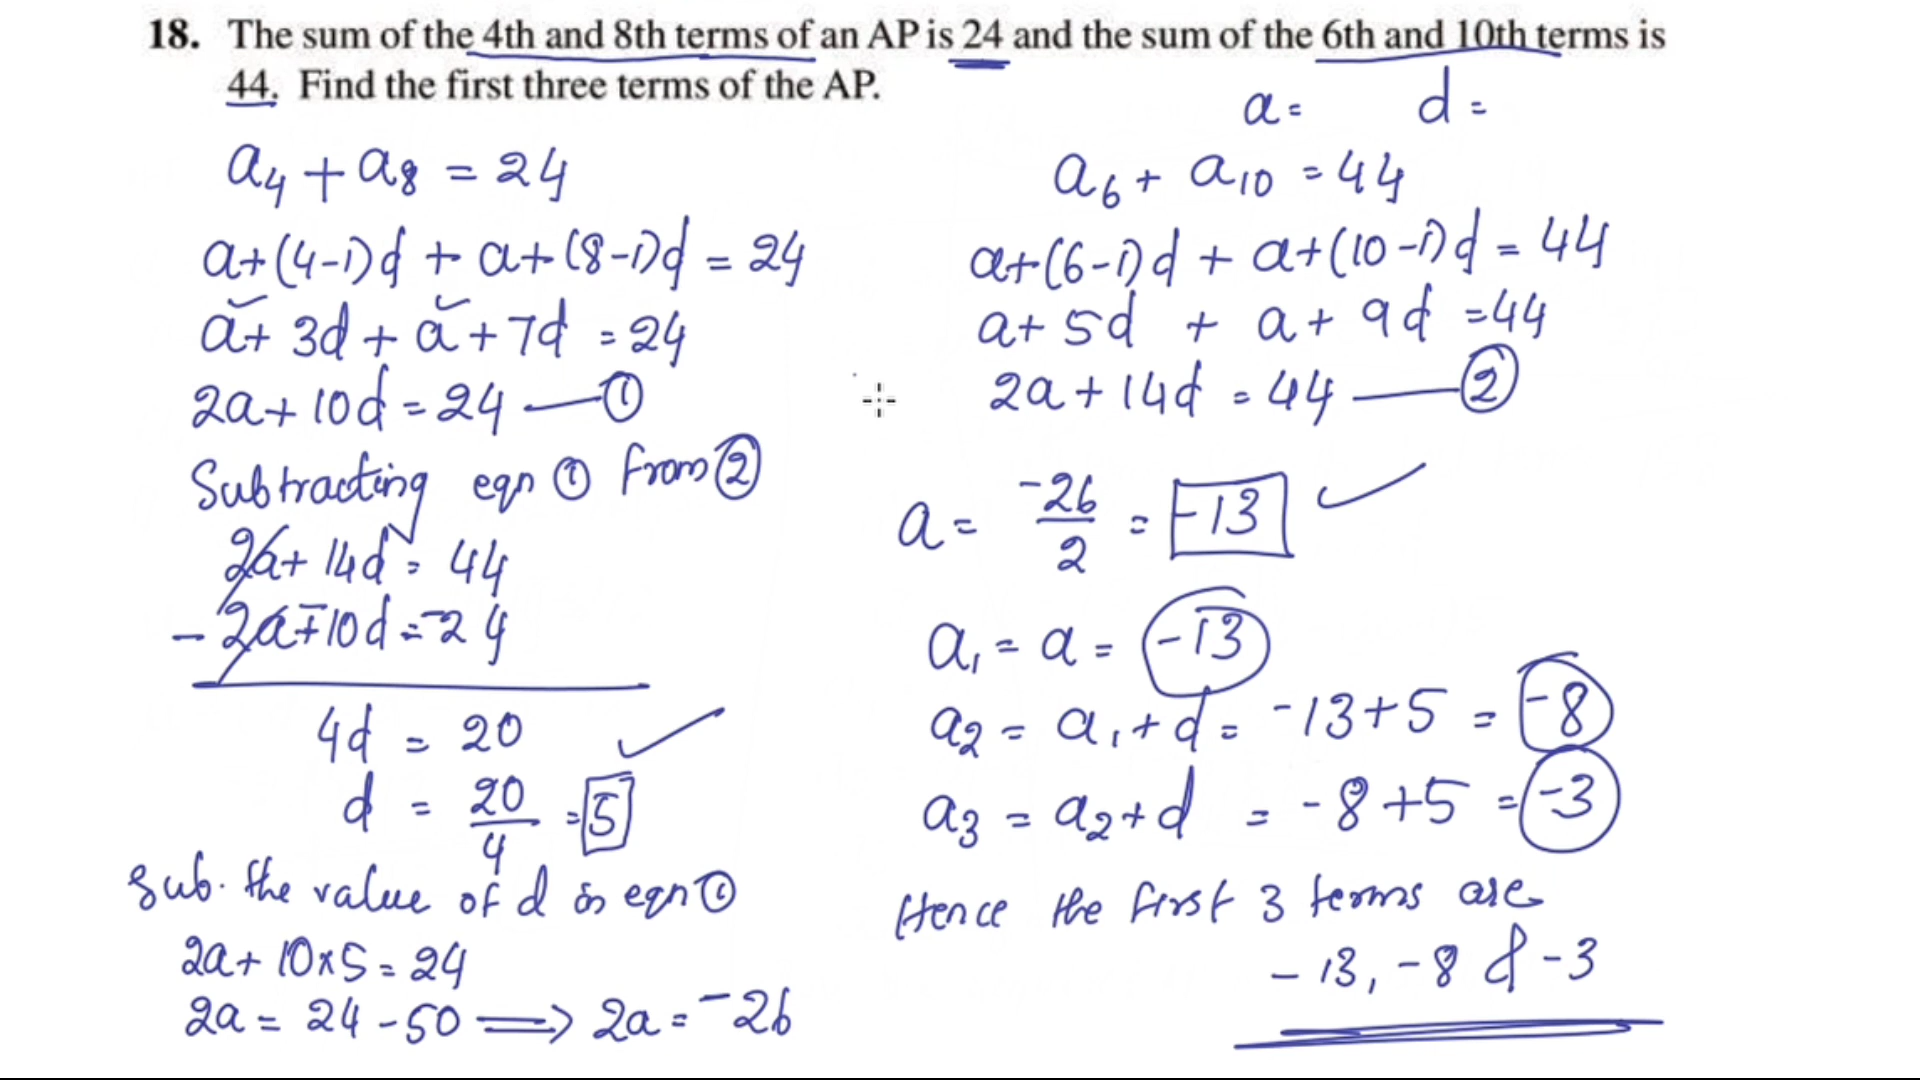 18. The sum of the 4th and 8th terms of an AP is 24 and the sum of the 6th and 10th terms is
44. Find the first three terms of the AP.
a =    d =
a₄ + a₈ = 24
a+(4-1)d + a+(8-1)d = 24
a+ 3d + a + 7d = 24
2a+ 10d = 24 — ①
Subtracting eqn ① from ②
2a+ 14d = 44
- 2a+10d = 24
4d = 20
d = 20/4 = 5
Sub. the value of d in eqn ①
2a+ 10×5 = 24
2a = 24 - 50 ⟹ 2a = -26
a₆ + a₁₀ = 44
a+(6-1)d + a+(10-1)d = 44
a+ 5d + a+ 9d = 44
2a+ 14d = 44 — ②
a = -26/2 = -13
a₁ = a = -13
a₂ = a₁+d = -13+5 = -8
a₃ = a₂+d = -8+5 = -3
Hence the first 3 terms are
-13, -8 & -3